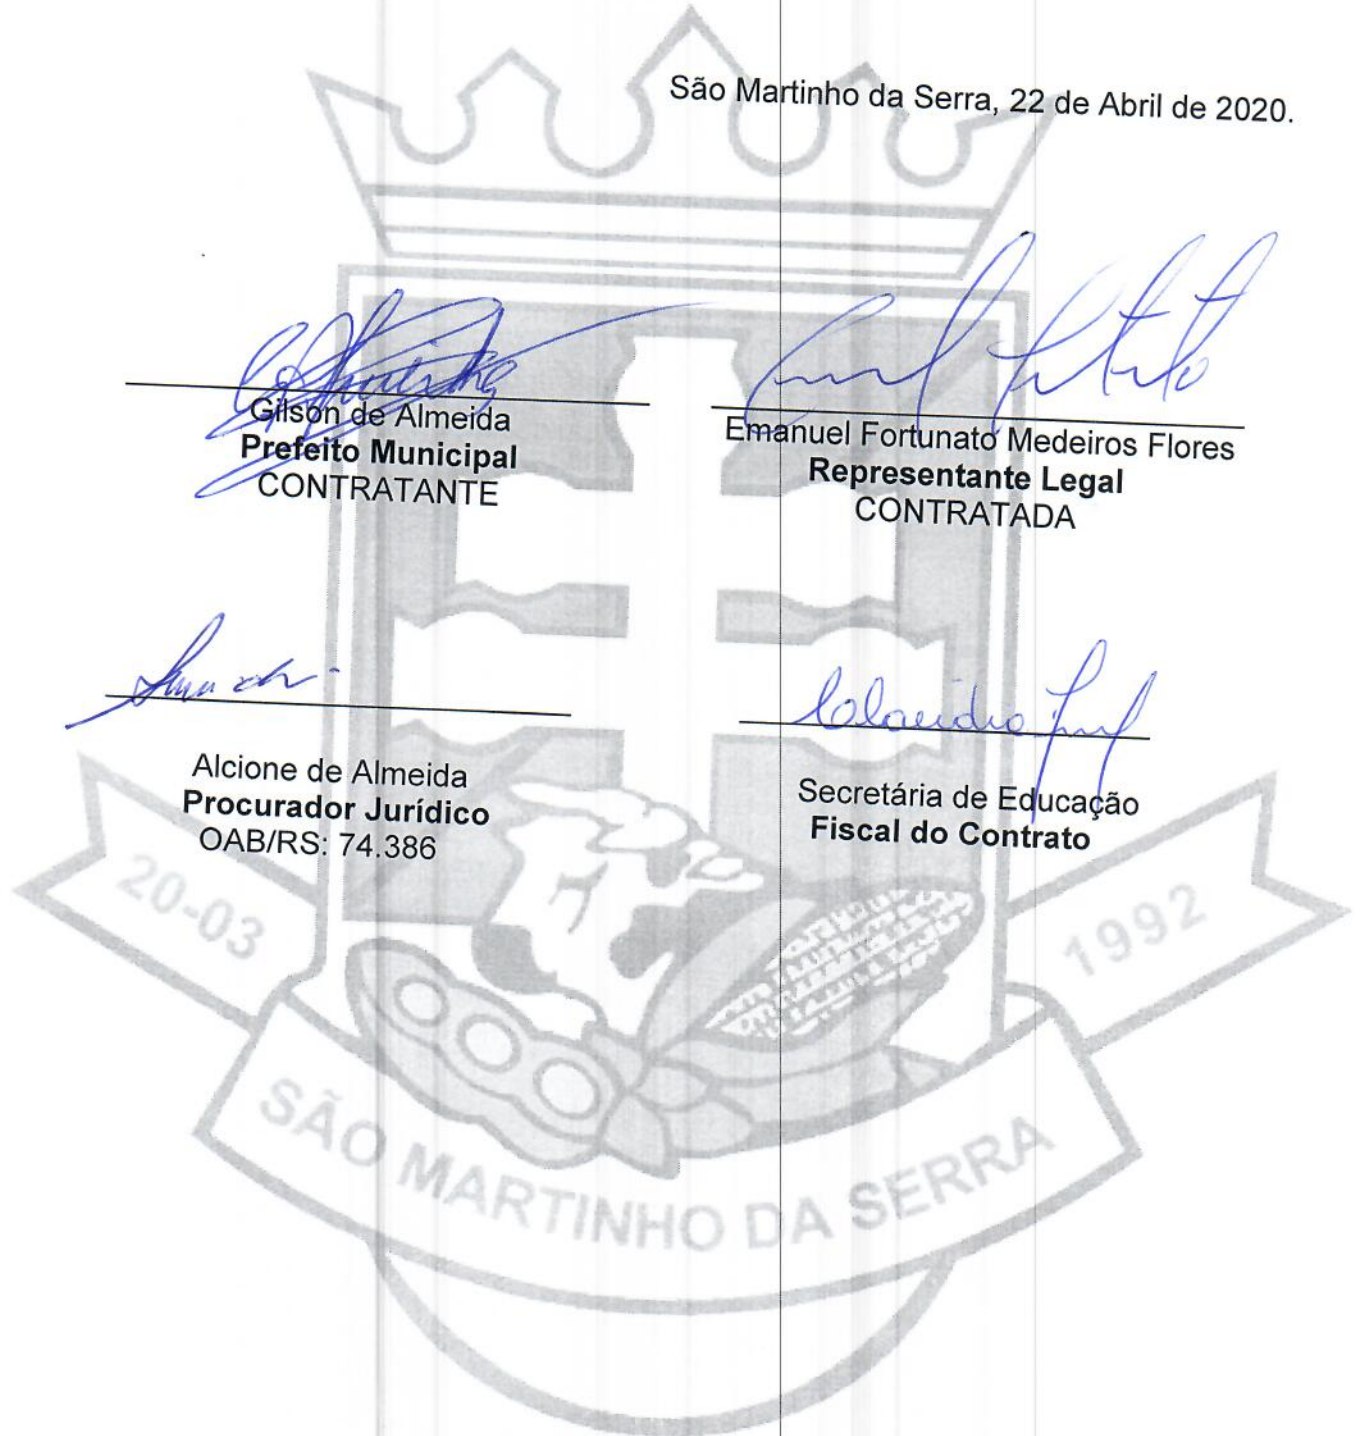 São Martinho da Serra, 22 de Abril de 2020.
Gilson de Almeida
Prefeito Municipal
CONTRATANTE
Emanuel Fortunato Medeiros Flores
Representante Legal
CONTRATADA
Alcione de Almeida
Procurador Jurídico
OAB/RS: 74.386
Secretária de Educação
Fiscal do Contrato
20-03
1992
SÃO MARTINHO DA SERRA